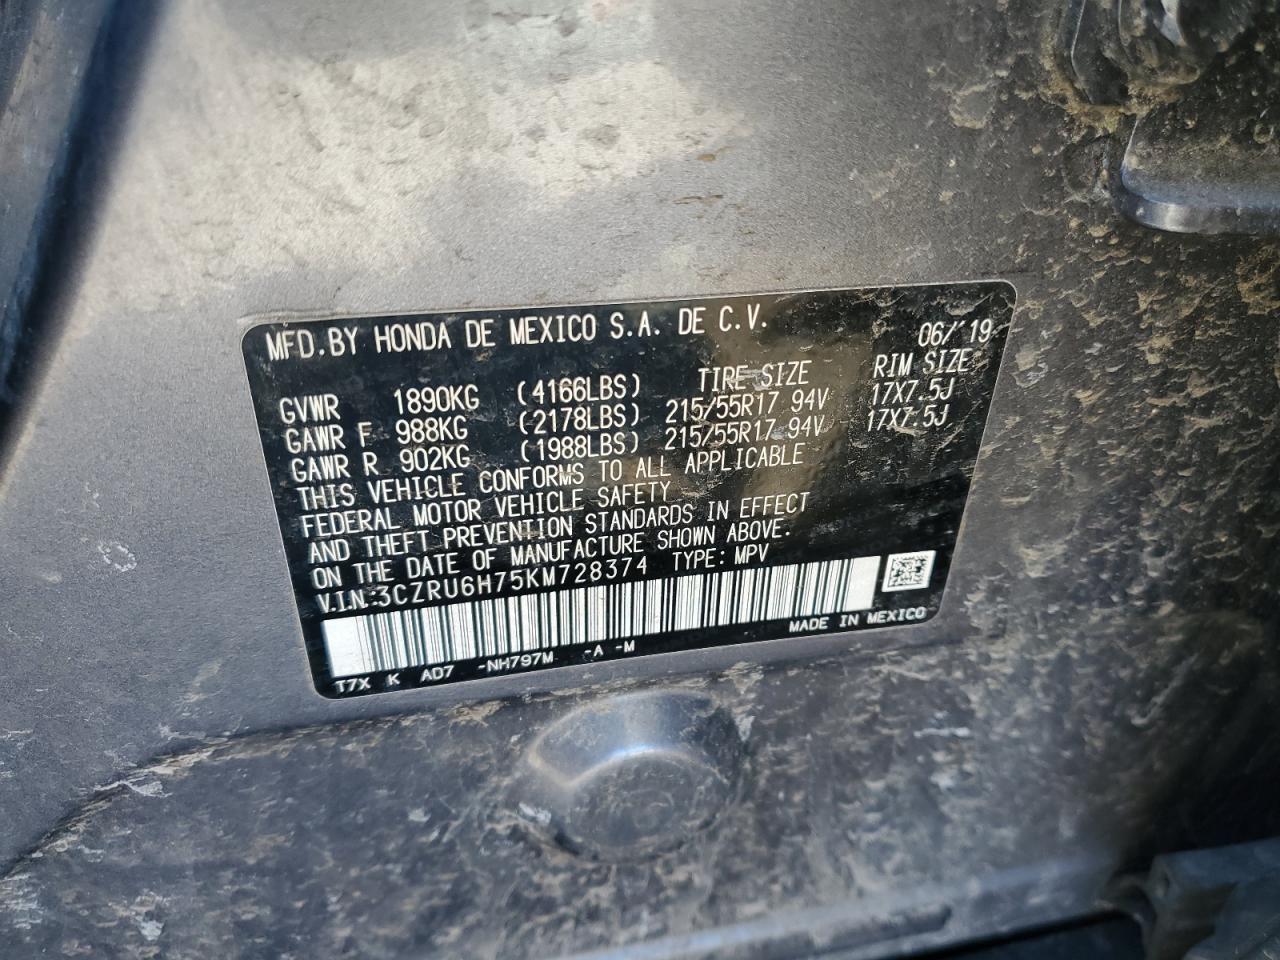 MFD.BY HONDA DE MEXICO S.A. DE C.V. 06/'19
TIRE SIZE RIM SIZE
GVWR 1890KG (4166LBS)
GAWR F 988KG (2178LBS) 215/55R17 94V 17X7.5J
GAWR R 902KG (1988LBS) 215/55R17 94V 17X7.5J
THIS VEHICLE CONFORMS TO ALL APPLICABLE
FEDERAL MOTOR VEHICLE SAFETY
AND THEFT PREVENTION STANDARDS IN EFFECT
ON THE DATE OF MANUFACTURE SHOWN ABOVE.
V.I.N:3CZRU6H75KM728374 TYPE: MPV
MADE IN MEXICO
T7X K AD7 -NH797M -A -M